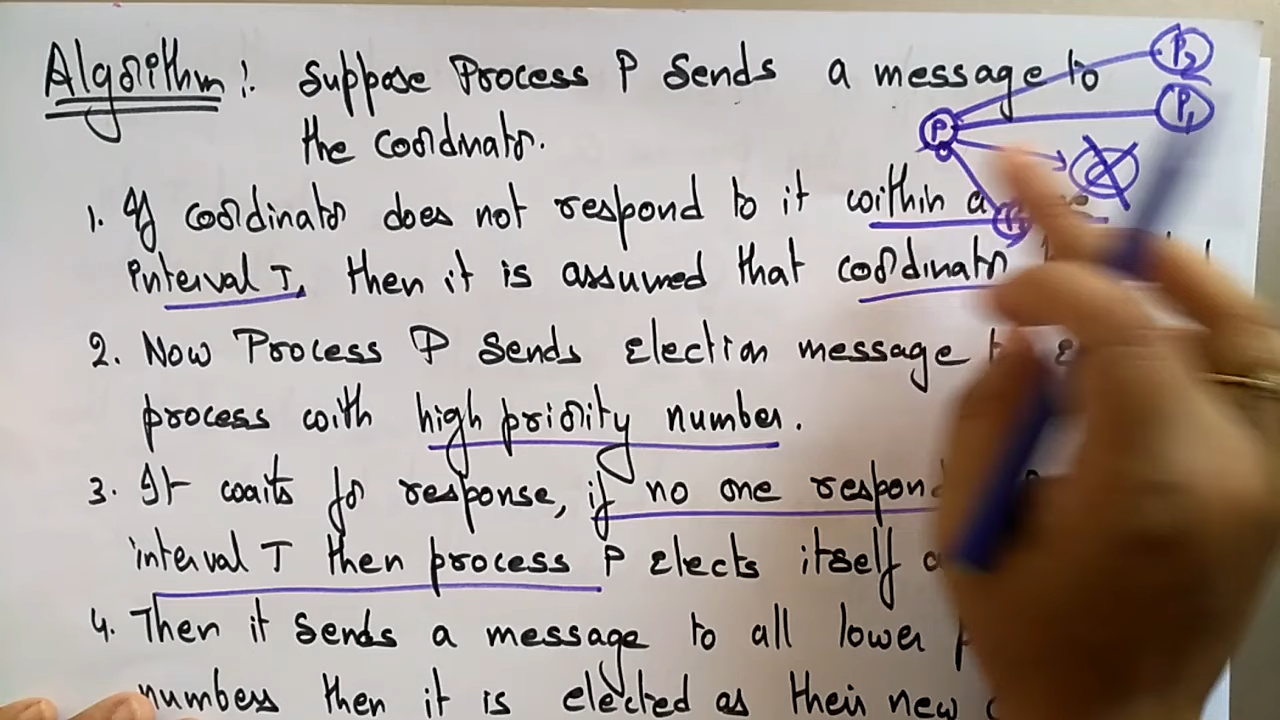 Algorithm:. Suppose Process P Sends a message to
the coordinator.
P2
P1
P
C
1. If coordinator does not respond to it within a
interval T, then it is assumed that coordinator
2. Now Process P Sends Election message
process with high priority number.
3. It waits for response, if no one respond
interval T then process P Elects itself
4. Then it Sends a message to all lower
numbers then it is elected as their new